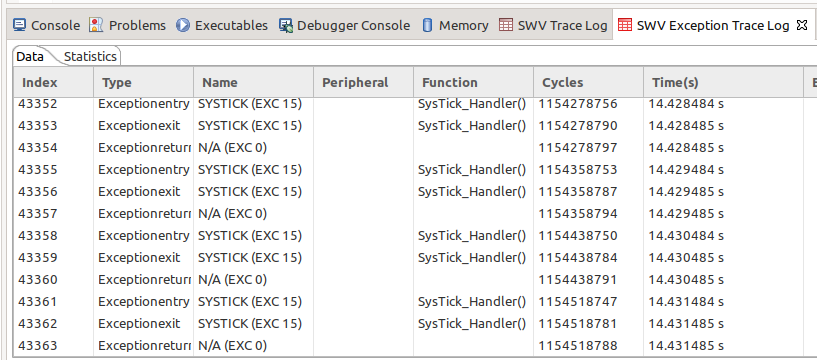 Console Problems Executables Debugger Console Memory SWV Trace Log SWV Exception Trace Log
Data Statistics
Index Type Name Peripheral Function Cycles Time(s)
43352 Exceptionentry SYSTICK (EXC 15) SysTick_Handler() 1154278756 14.428484 s
43353 Exceptionexit SYSTICK (EXC 15) SysTick_Handler() 1154278790 14.428485 s
43354 Exceptionreturn N/A (EXC 0) 1154278797 14.428485 s
43355 Exceptionentry SYSTICK (EXC 15) SysTick_Handler() 1154358753 14.429484 s
43356 Exceptionexit SYSTICK (EXC 15) SysTick_Handler() 1154358787 14.429485 s
43357 Exceptionreturn N/A (EXC 0) 1154358794 14.429485 s
43358 Exceptionentry SYSTICK (EXC 15) SysTick_Handler() 1154438750 14.430484 s
43359 Exceptionexit SYSTICK (EXC 15) SysTick_Handler() 1154438784 14.430485 s
43360 Exceptionreturn N/A (EXC 0) 1154438791 14.430485 s
43361 Exceptionentry SYSTICK (EXC 15) SysTick_Handler() 1154518747 14.431484 s
43362 Exceptionexit SYSTICK (EXC 15) SysTick_Handler() 1154518781 14.431485 s
43363 Exceptionreturn N/A (EXC 0) 1154518788 14.431485 s